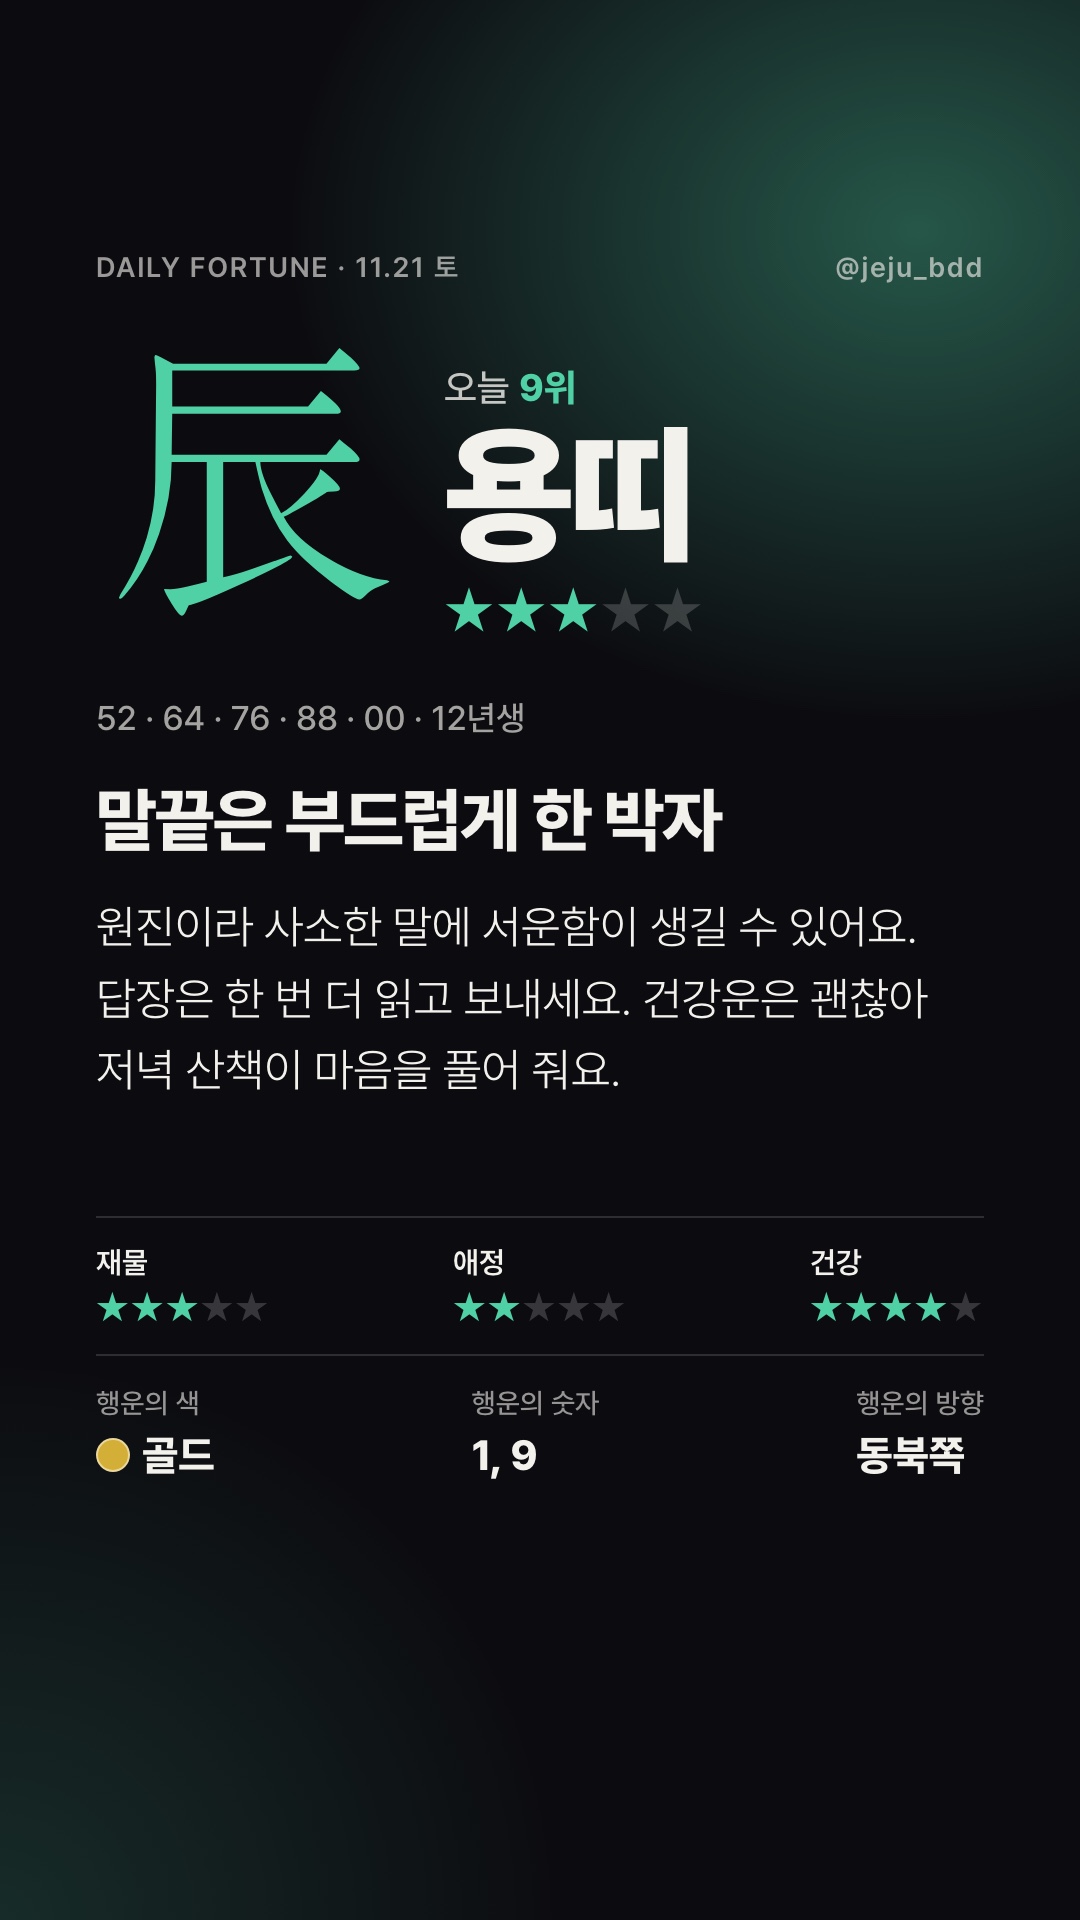 DAILY FORTUNE · 11.21 토
@jeju_bdd
辰
오늘 9위
용띠
★★★★★
52 · 64 · 76 · 88 · 00 · 12년생
말끝은 부드럽게 한 박자
원진이라 사소한 말에 서운함이 생길 수 있어요.
답장은 한 번 더 읽고 보내세요. 건강운은 괜찮아
저녁 산책이 마음을 풀어 줘요.
재물 애정 건강
★★★★★ ★★★★★ ★★★★★
행운의 색 행운의 숫자 행운의 방향
골드 1, 9 동북쪽